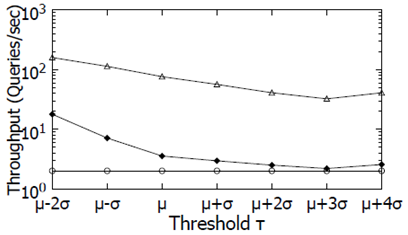 Throughput (Queries/sec)
10³
10²
10¹
10⁰
μ-2σ μ-σ μ μ+σ μ+2σ μ+3σ μ+4σ
Threshold τ